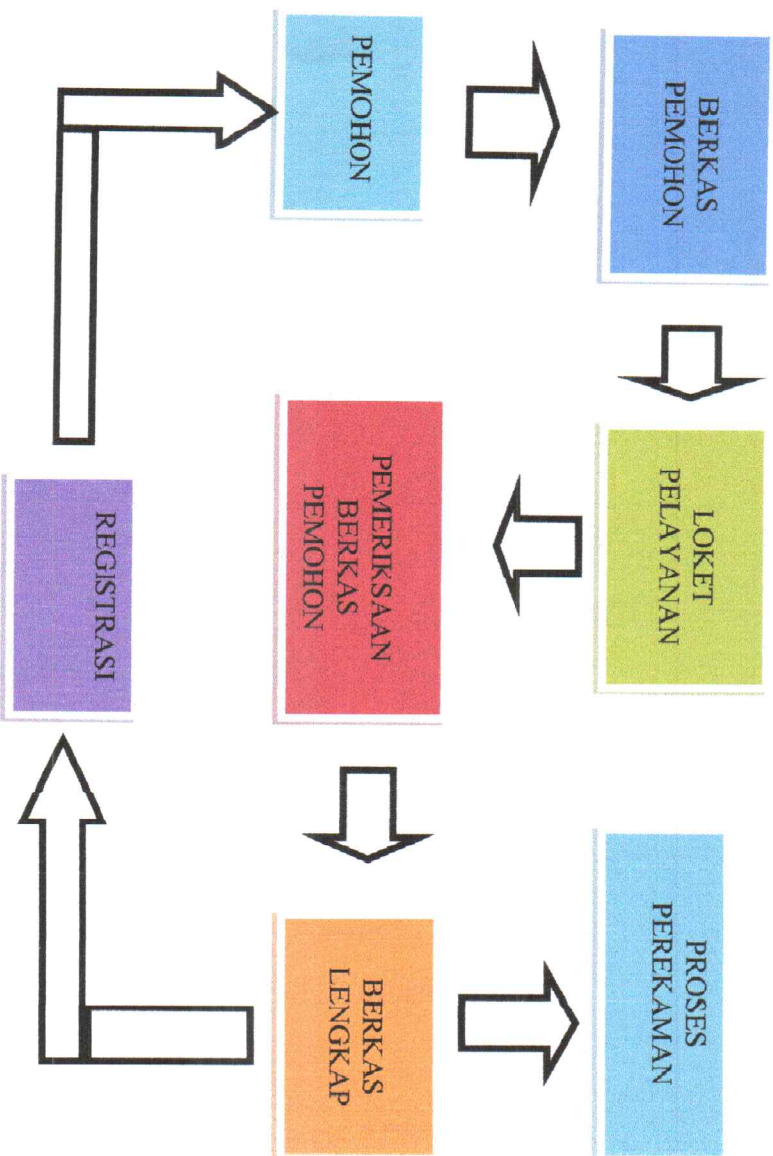 BERKAS
PEMOHON
LOKET
PELAYANAN
PROSES
PEREKAMAN
PEMOHON
PEMERIKSAAN
BERKAS
PEMOHON
BERKAS
LENGKAP
REGISTRASI